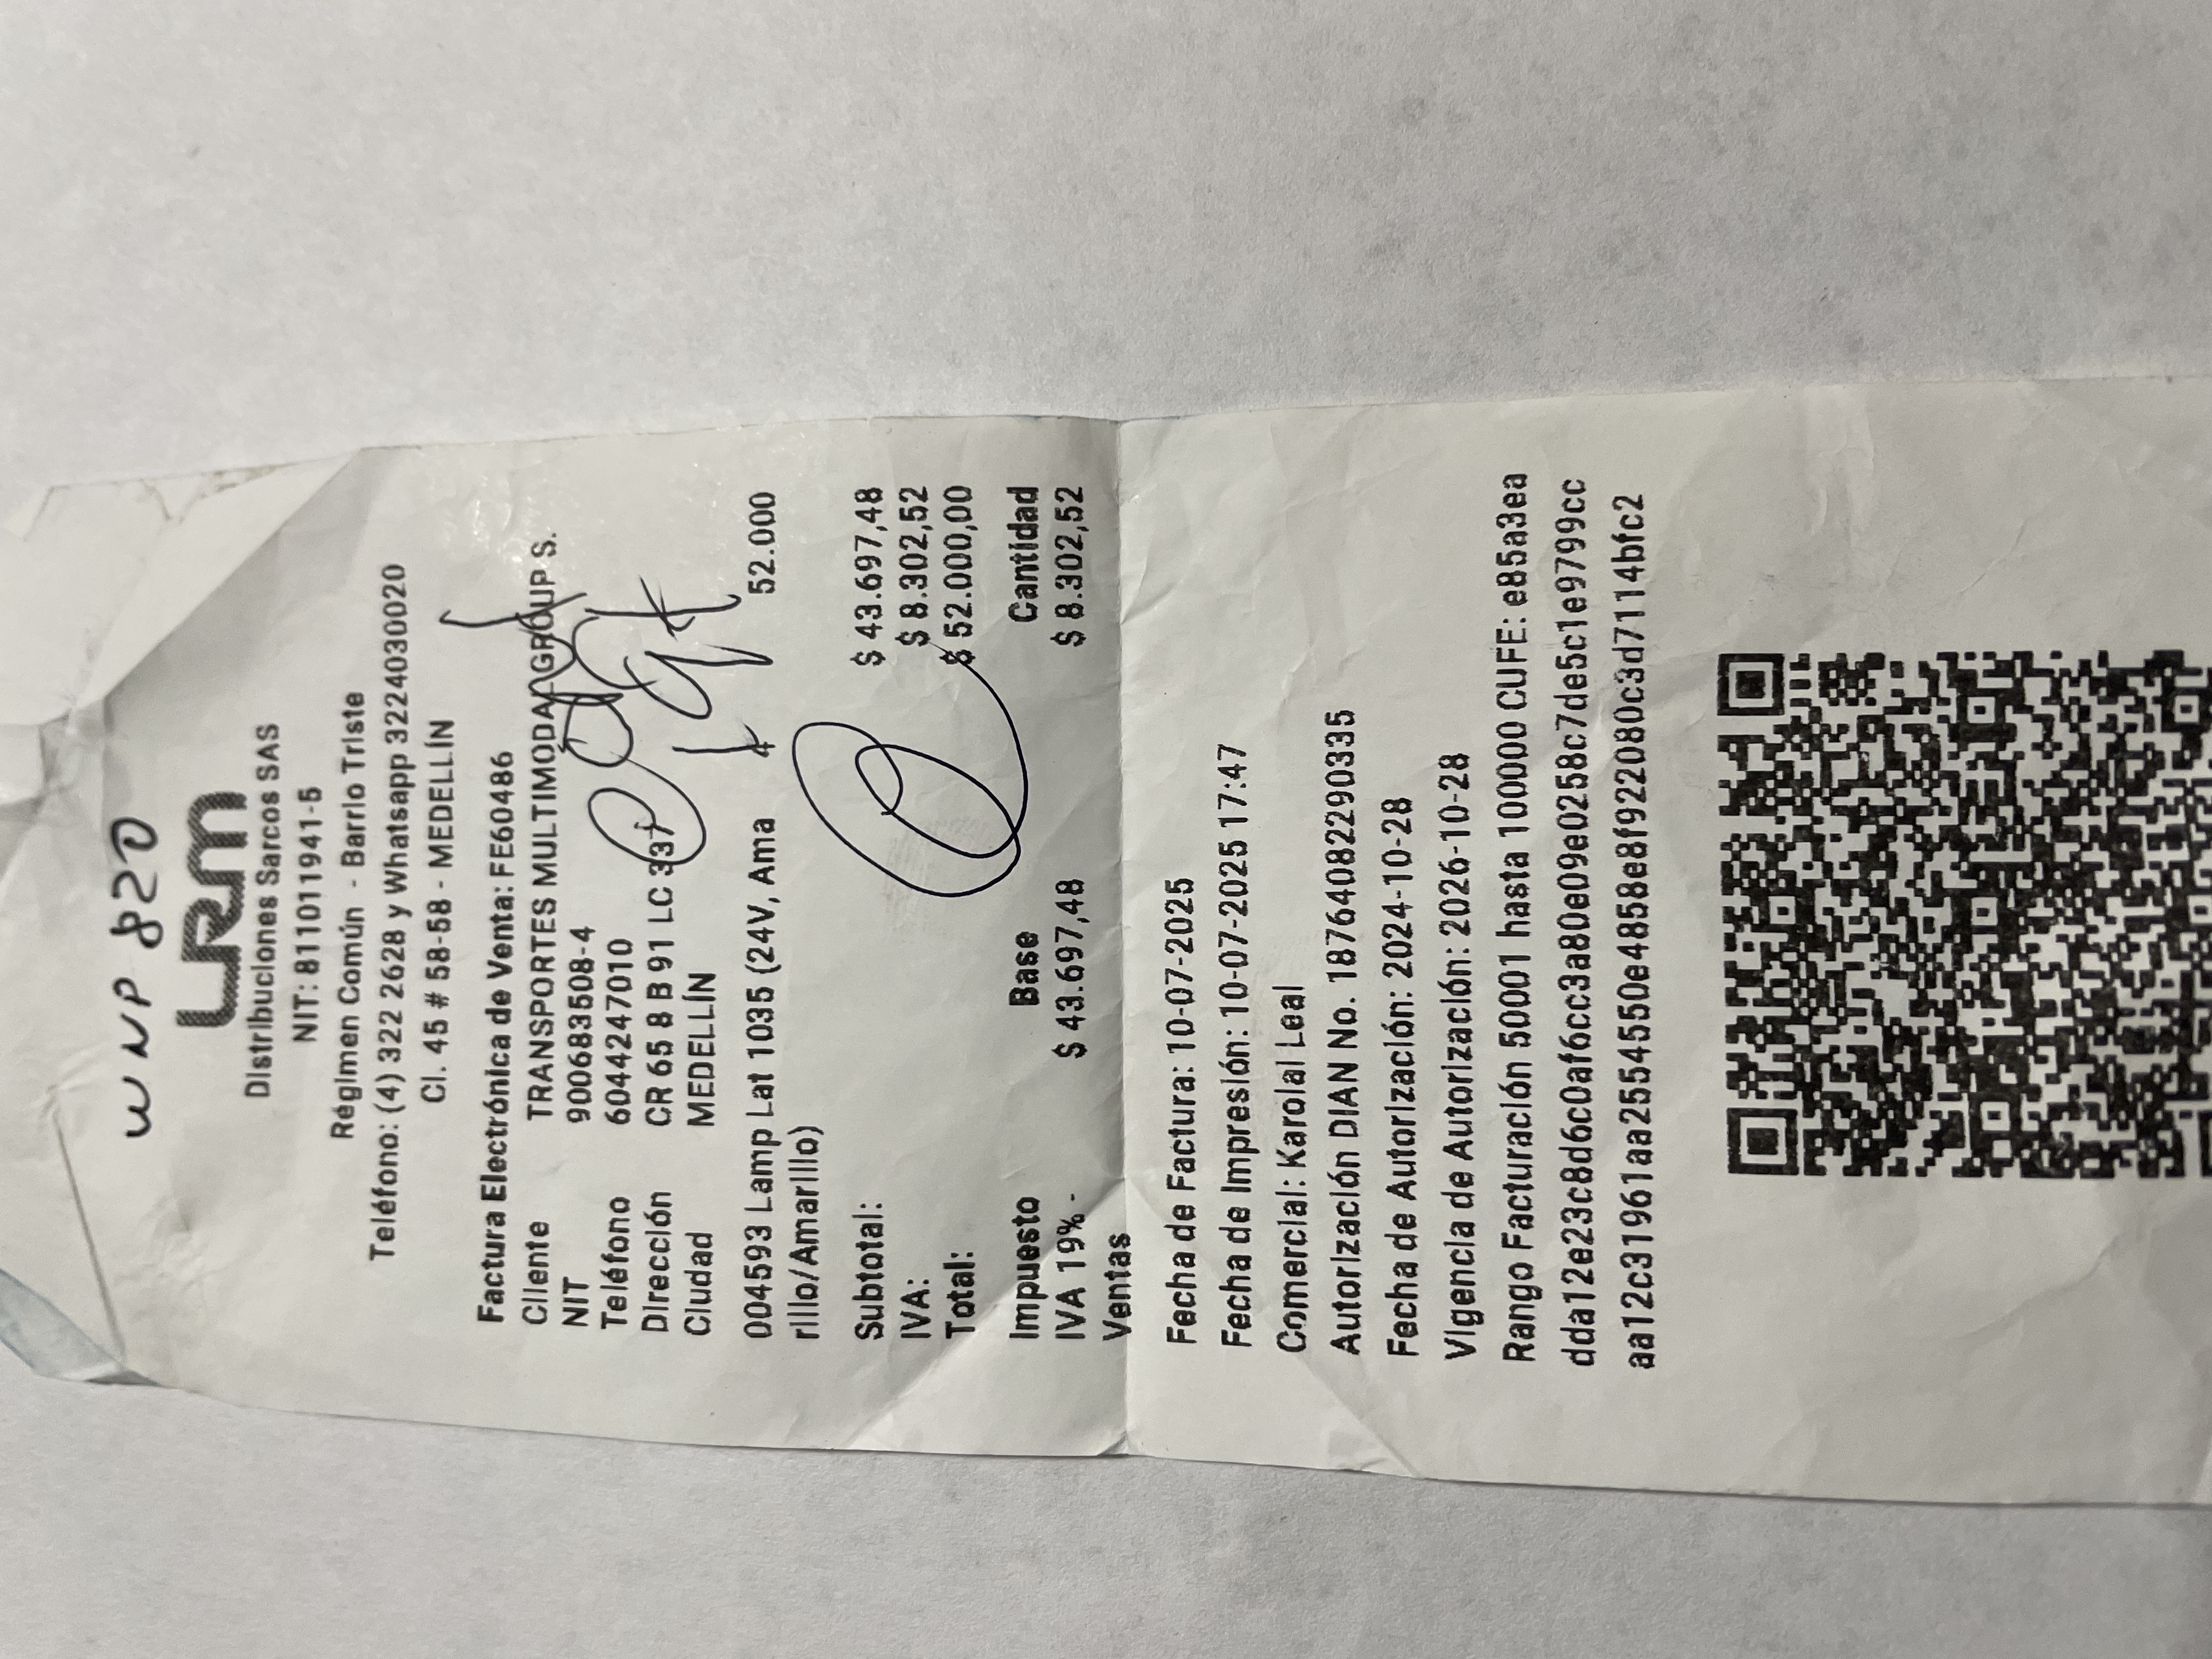 WNP 820
LRM
Distribuciones Sarcos SAS
NIT: 811011941-5
Régimen Común - Barrio Triste
Teléfono: (4) 322 2628 y Whatsapp 3224030020
Cl. 45 # 58-58 - MEDELLÍN
Factura Electrónica de Venta: FE60486
Cliente TRANSPORTES MULTIMODAL GROUP S.
NIT 900683508-4
Teléfono 6044247010
Dirección CR 65 8 B 91 LC 337
Ciudad MEDELLÍN
004593 Lamp Lat 1035 (24V, Ama 4 52.000
rillo/Amarillo)
Subtotal: $ 43.697,48
IVA: $ 8.302,52
Total: $ 52.000,00
Impuesto Base Cantidad
IVA 19% - $ 43.697,48 $ 8.302,52
Ventas
Fecha de Factura: 10-07-2025
Fecha de Impresión: 10-07-2025 17:47
Comercial: Karolal Leal
Autorización DIAN No. 18764082290335
Fecha de Autorización: 2024-10-28
Vigencia de Autorización: 2026-10-28
Rango Facturación 50001 hasta 100000 CUFE: e85a3ea
dda12e23c8d6c0af6cc3a80e09e0258c7de5c1e9799cc
aa12c31961aa2554550e4858e8f922080c3d7114bfc2